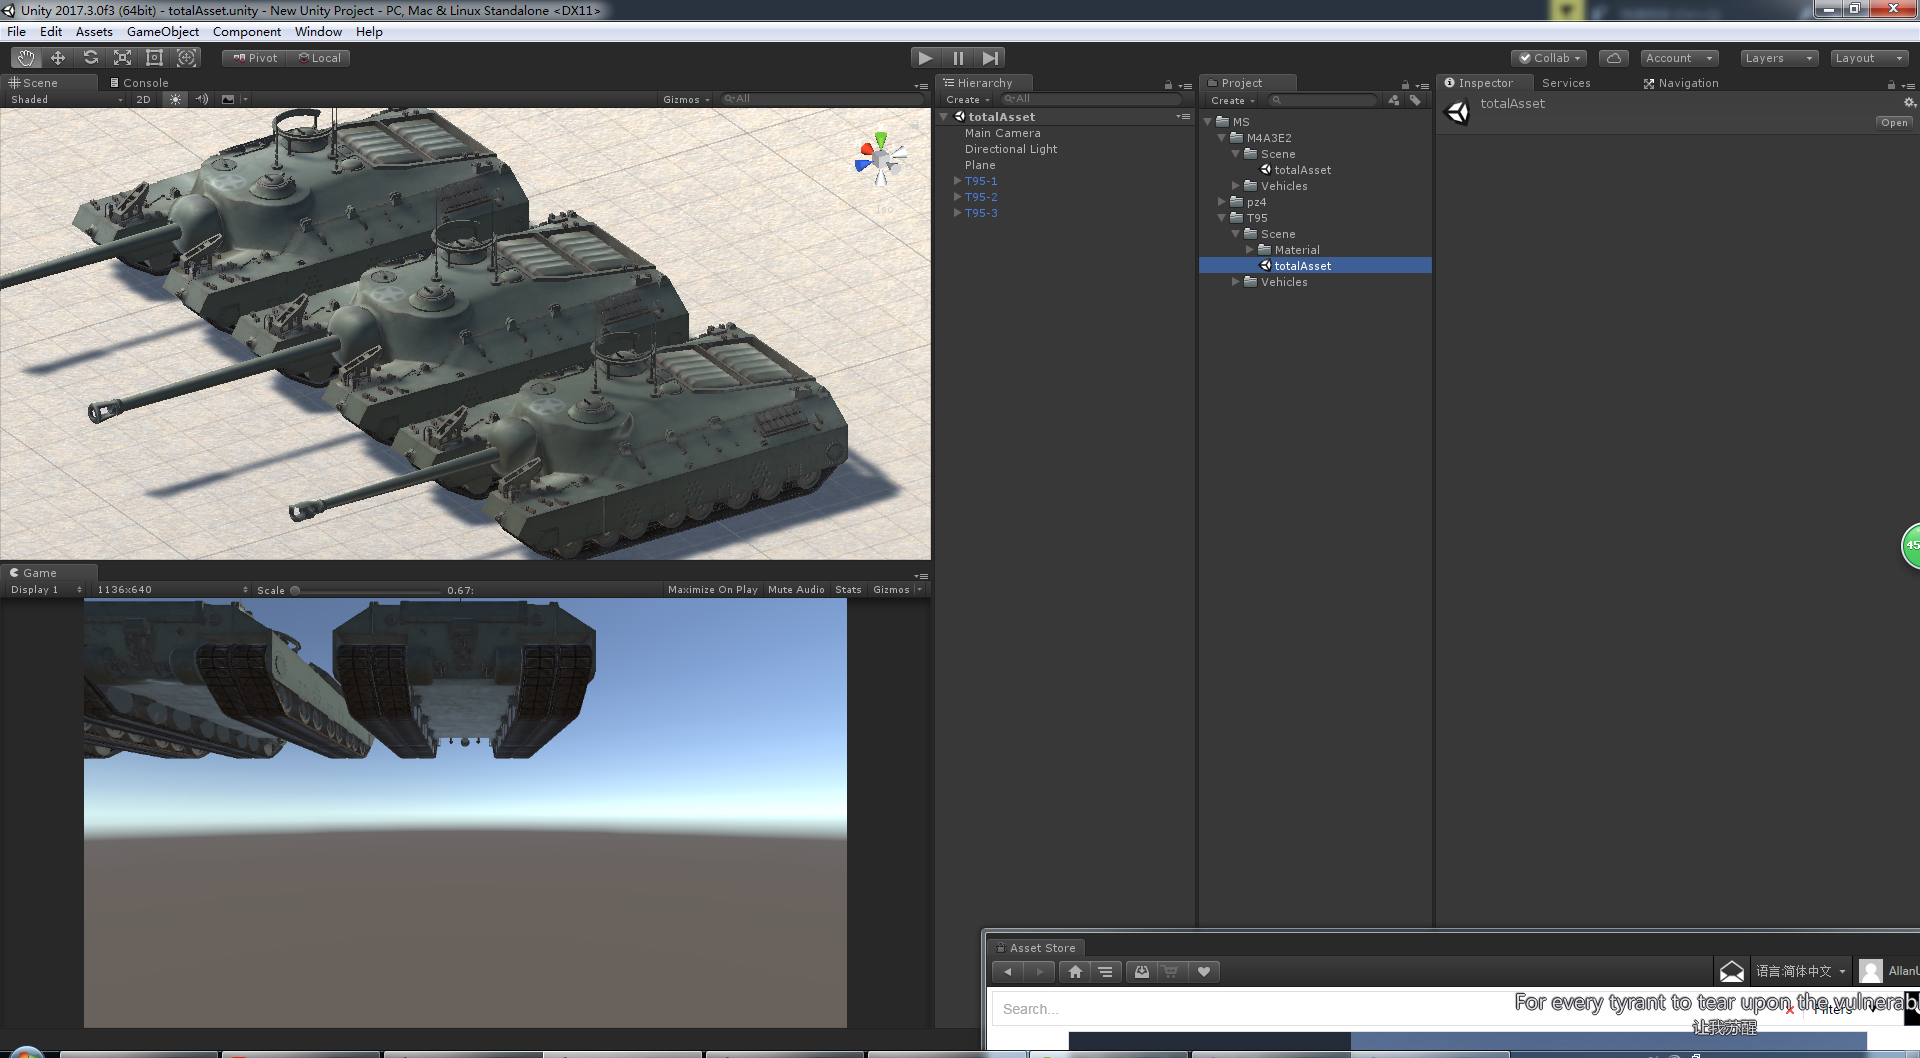 Unity 2017.3.0f3 (64bit) - totalAsset.unity - New Unity Project - PC, Mac & Linux Standalone <DX11>
File Edit Assets GameObject Component Window Help
Pivot Local Collab Account Layers Layout
Scene Console
Shaded 2D Gizmos All
Hierarchy
Create All
totalAsset
Main Camera
Directional Light
Plane
T95-1
T95-2
T95-3
Project
Create
MS
M4A3E2
Scene
totalAsset
Vehicles
pz4
T95
Scene
Material
totalAsset
Vehicles
Inspector Services Navigation
totalAsset
Open
45
Game
Display 1 1136x640 Scale 0.67: Maximize On Play Mute Audio Stats Gizmos
Asset Store
语言:简体中文 AllanU
Search... Filters
For every tyrant to tear upon the vulnerab
让我苏醒